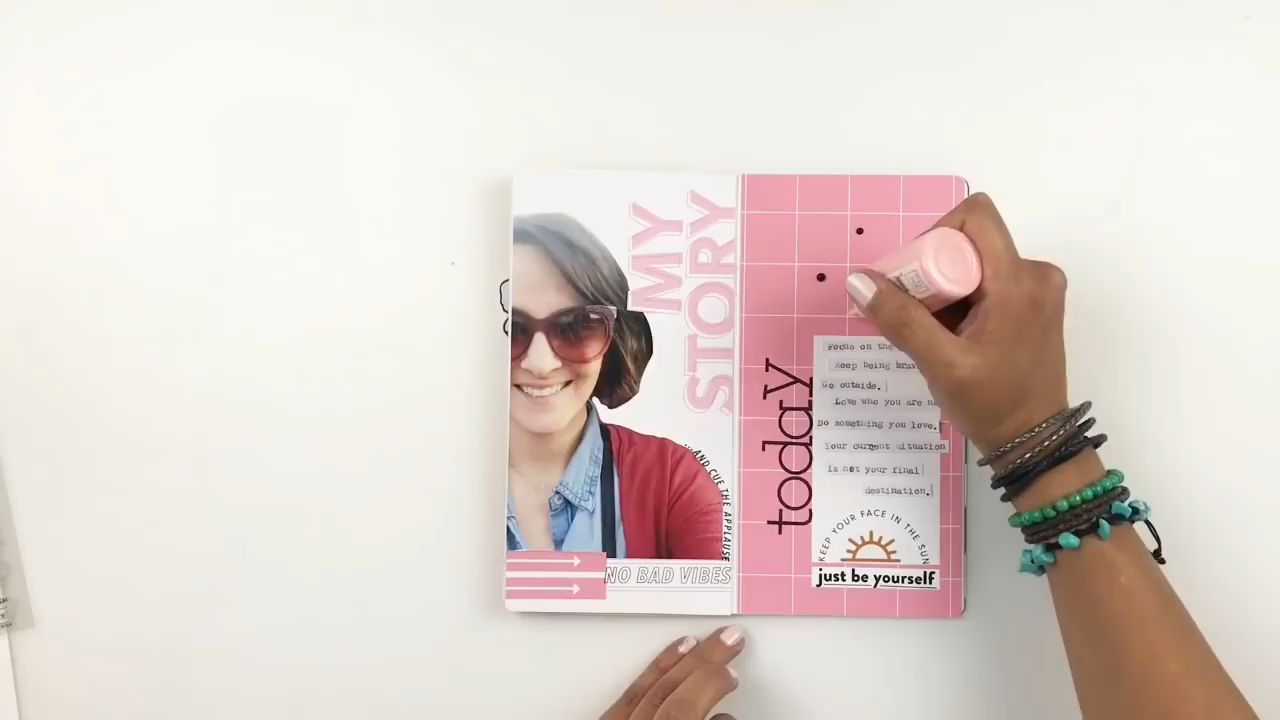 MY
STORY
AND CUE THE APPLAUSE
NO BAD VIBES
today
Focus on the
Keep being brave
Go outside.
Love who you are
Do something you love.
Your current situation
is not your final
destination.
KEEP YOUR FACE IN THE SUN
just be yourself